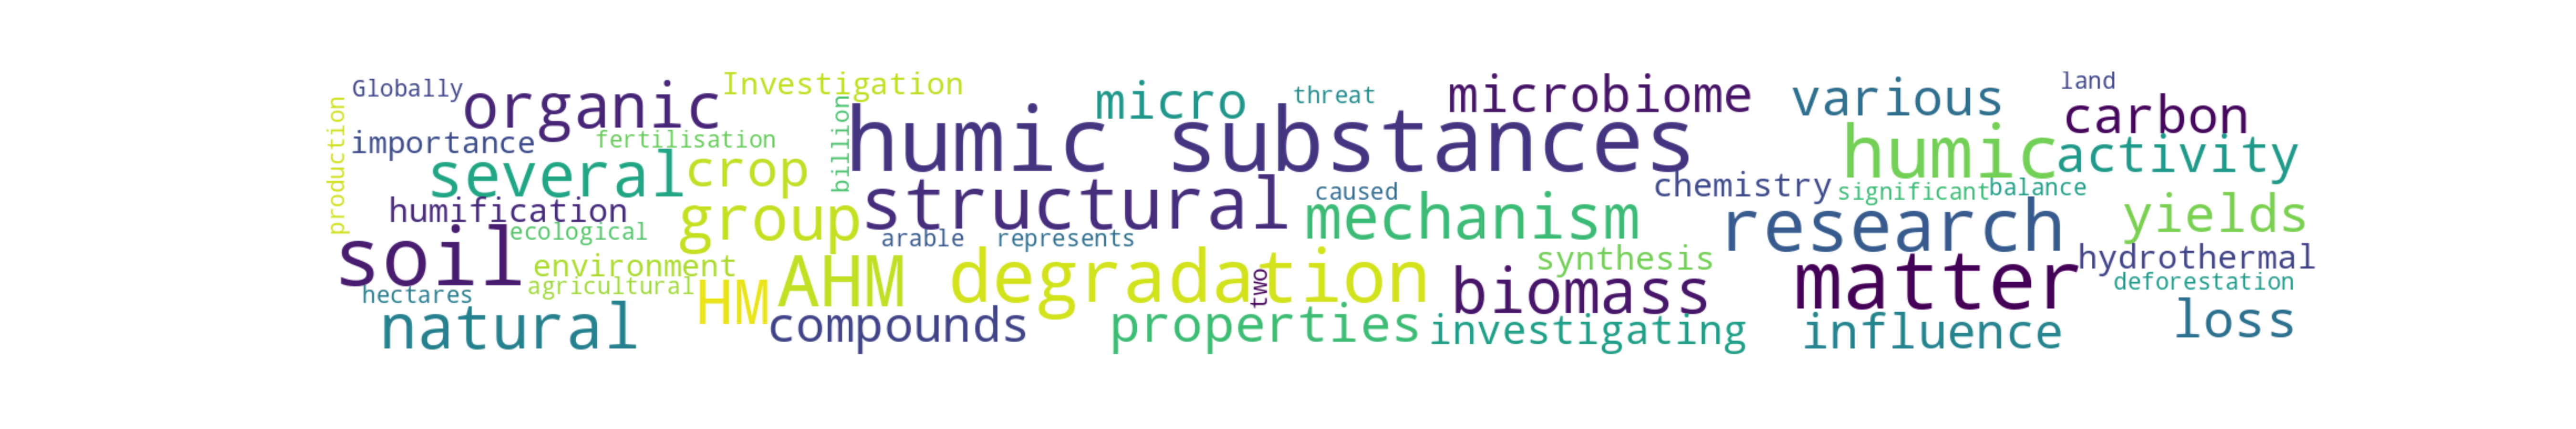 Globally
organic
Investigation
micro
threat
microbiome
various
land
carbon
production
importance
fertilisation
billion
humic substances
humic
activity
several
crop
structural
caused
chemistry
significant
balance
humification
group
mechanism
research
yields
soil
ecological
arable
represents
environment
agricultural
HM
AHM
degradation
two
synthesis
biomass
matter
hydrothermal
deforestation
hectares
natural
compounds
properties
investigating
influence
loss